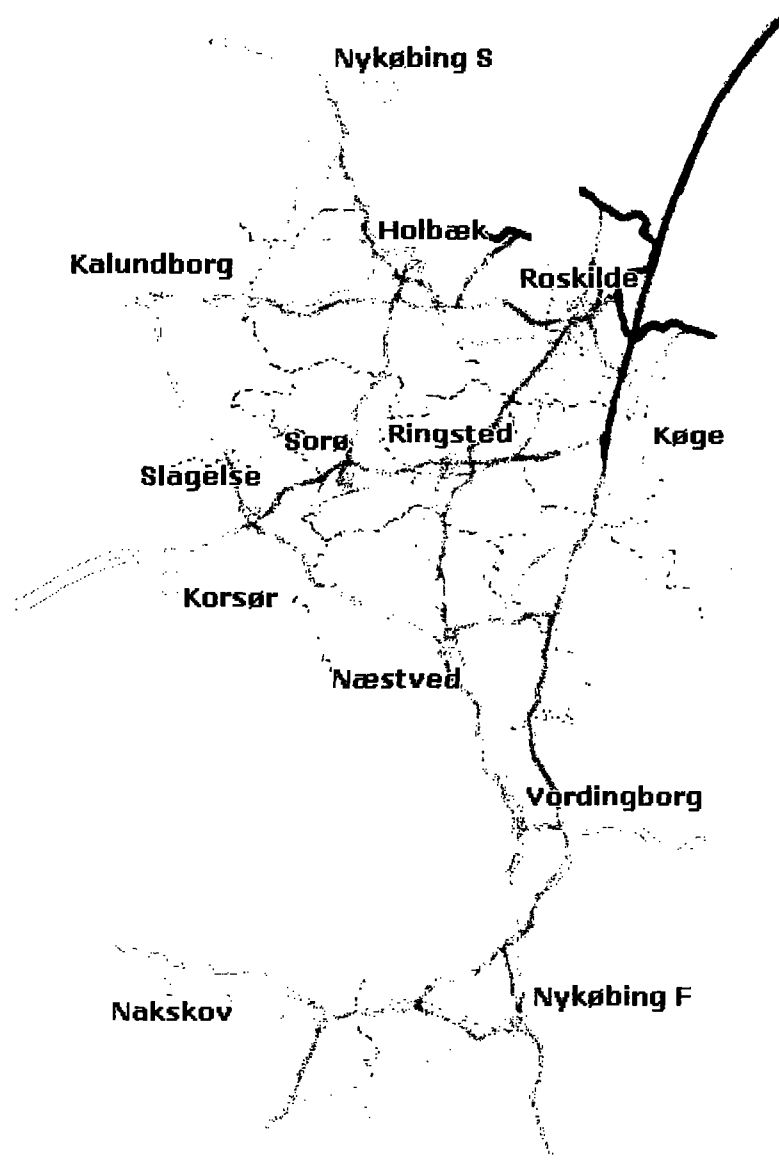 Nykøbing S
Holbæk
Kalundborg
Roskilde
Sorø
Ringsted
Køge
Slagelse
Korsør
Næstved
Vordingborg
Nykøbing F
Nakskov